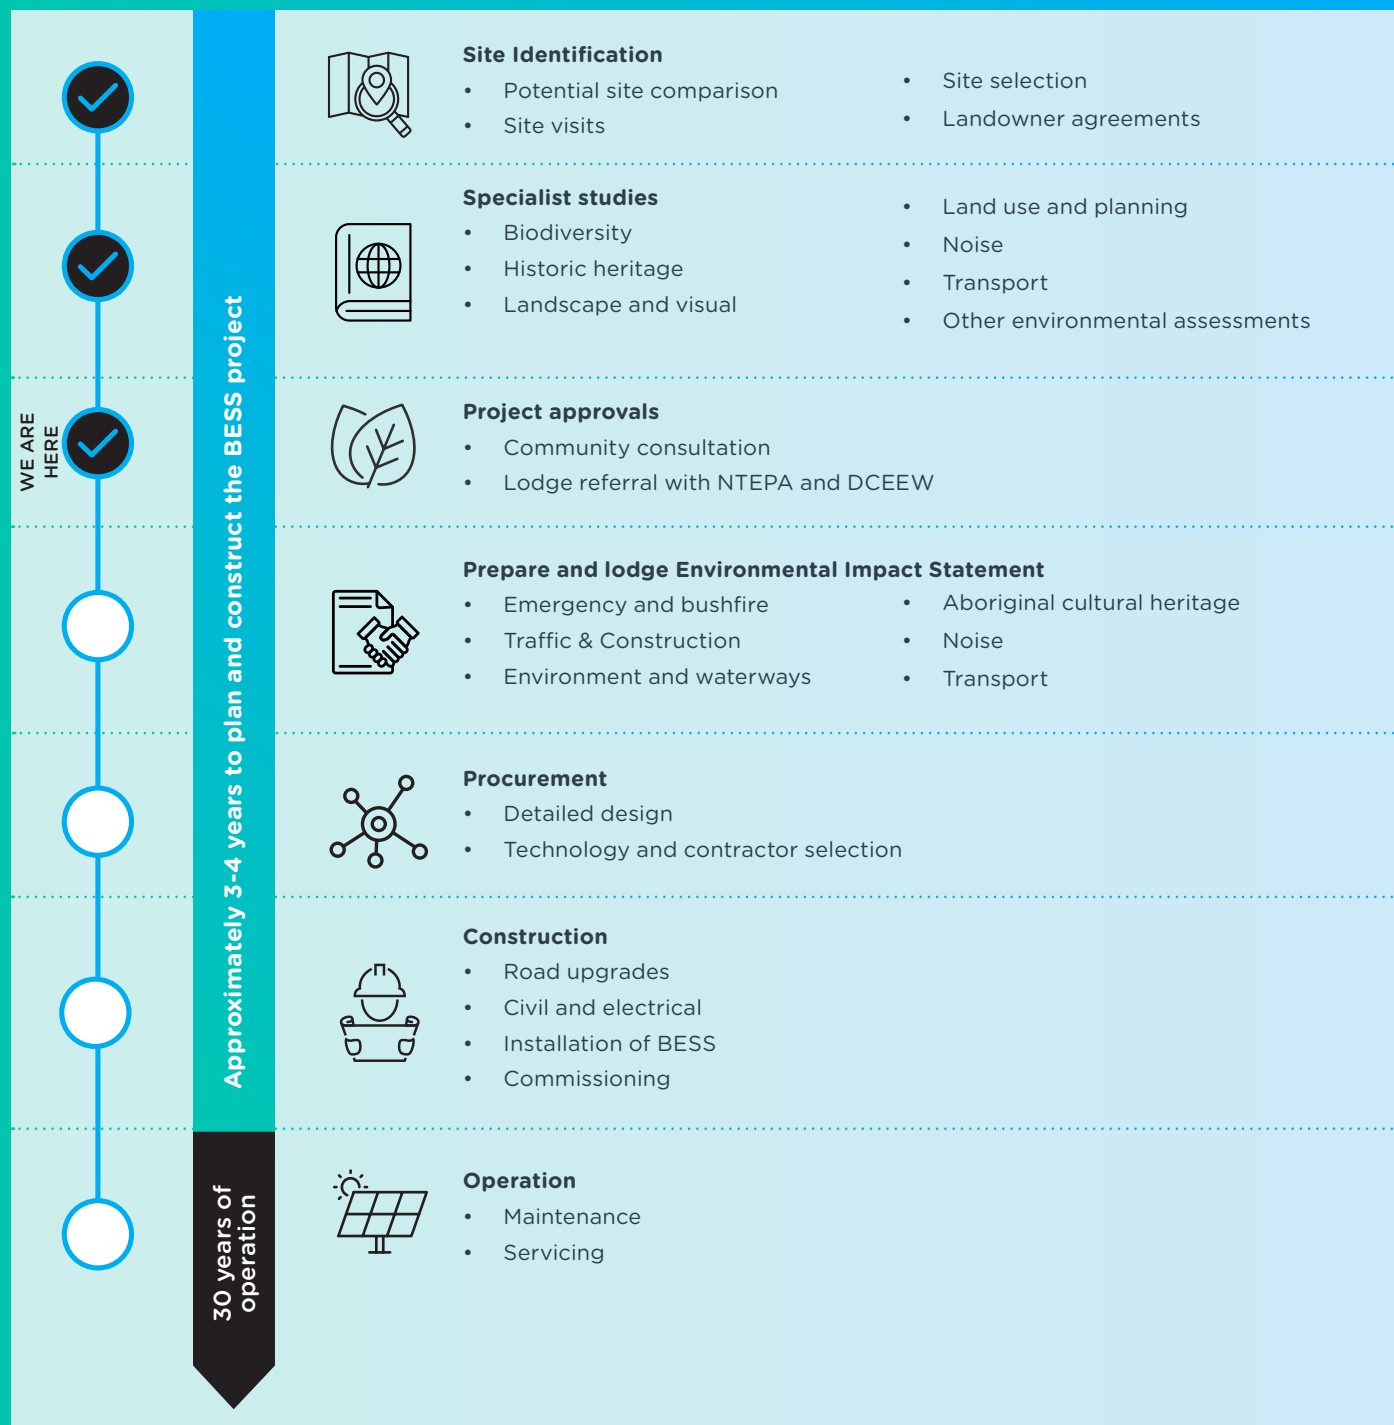 Site Identification
• Potential site comparison
• Site visits
• Site selection
• Landowner agreements
Specialist studies
• Biodiversity
• Historic heritage
• Landscape and visual
• Land use and planning
• Noise
• Transport
• Other environmental assessments
WE ARE
HERE
Project approvals
• Community consultation
• Lodge referral with NTEPA and DCEEW
Prepare and lodge Environmental Impact Statement
• Emergency and bushfire
• Traffic & Construction
• Environment and waterways
• Aboriginal cultural heritage
• Noise
• Transport
Procurement
• Detailed design
• Technology and contractor selection
Construction
• Road upgrades
• Civil and electrical
• Installation of BESS
• Commissioning
Approximately 3-4 years to plan and construct the BESS project
Operation
• Maintenance
• Servicing
30 years of
operation